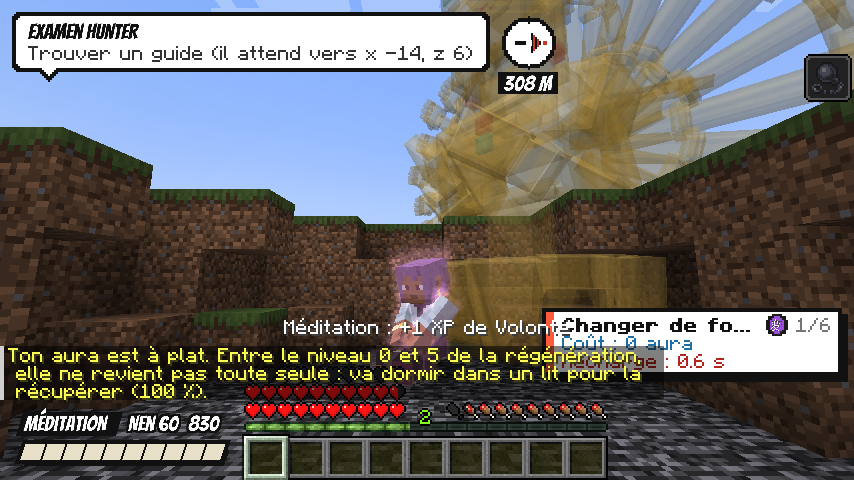 EXAMEN HUNTER
Trouver un guide (il attend vers x -14, z 6)
308 M
Méditation : +1 XP de Volonté
Changer de fo... 1/6
Coût : 0 aura
Recharge : 0.6 s
Ton aura est à plat. Entre le niveau 0 et 5 de la régénération,
elle ne revient pas toute seule : va dormir dans un lit pour la
récupérer (100 %).
MÉDITATION NEN 60 830
2